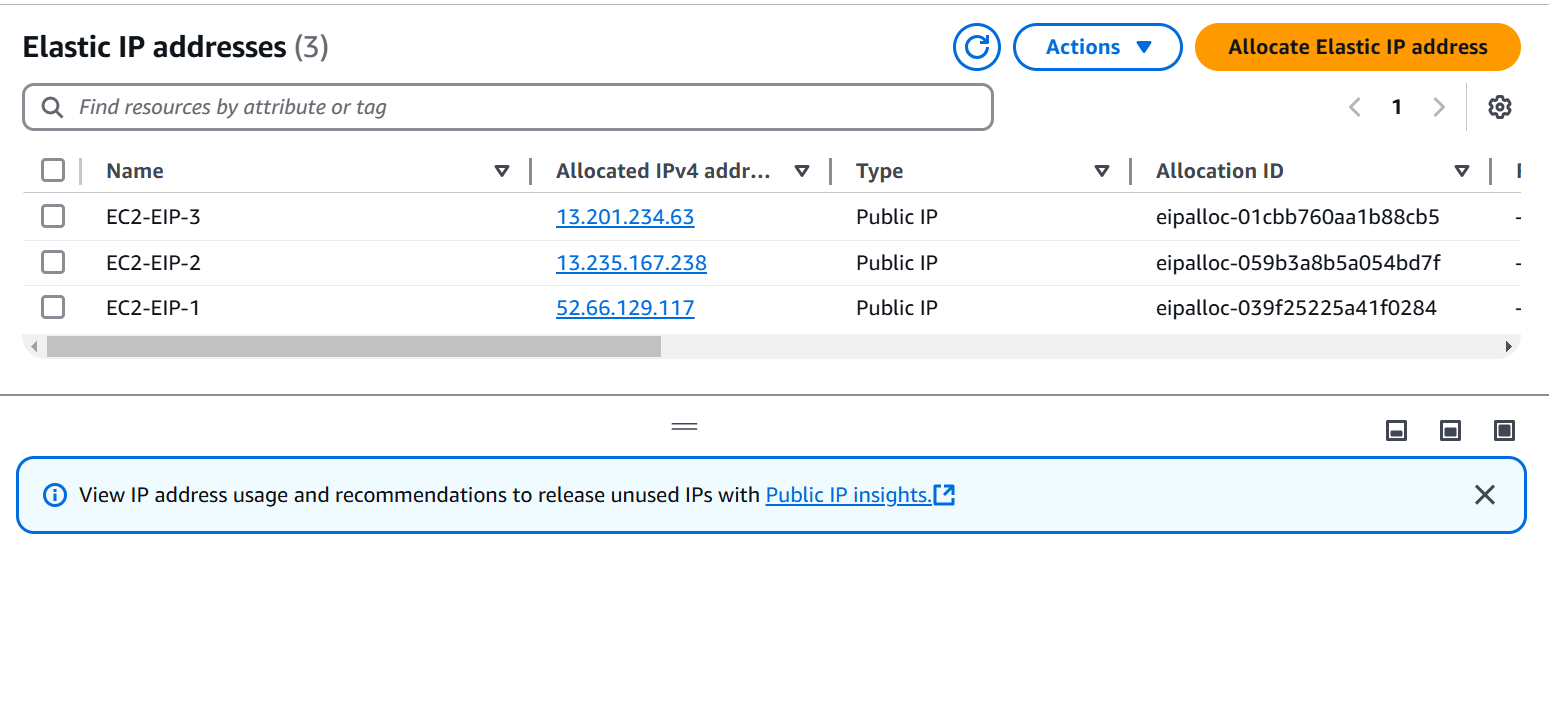 Elastic IP addresses (3)
Actions
Allocate Elastic IP address
Find resources by attribute or tag
1
Name
Allocated IPv4 addr...
Type
Allocation ID
EC2-EIP-3 13.201.234.63 Public IP eipalloc-01cbb760aa1b88cb5 -
EC2-EIP-2 13.235.167.238 Public IP eipalloc-059b3a8b5a054bd7f -
EC2-EIP-1 52.66.129.117 Public IP eipalloc-039f25225a41f0284 -
View IP address usage and recommendations to release unused IPs with Public IP insights.